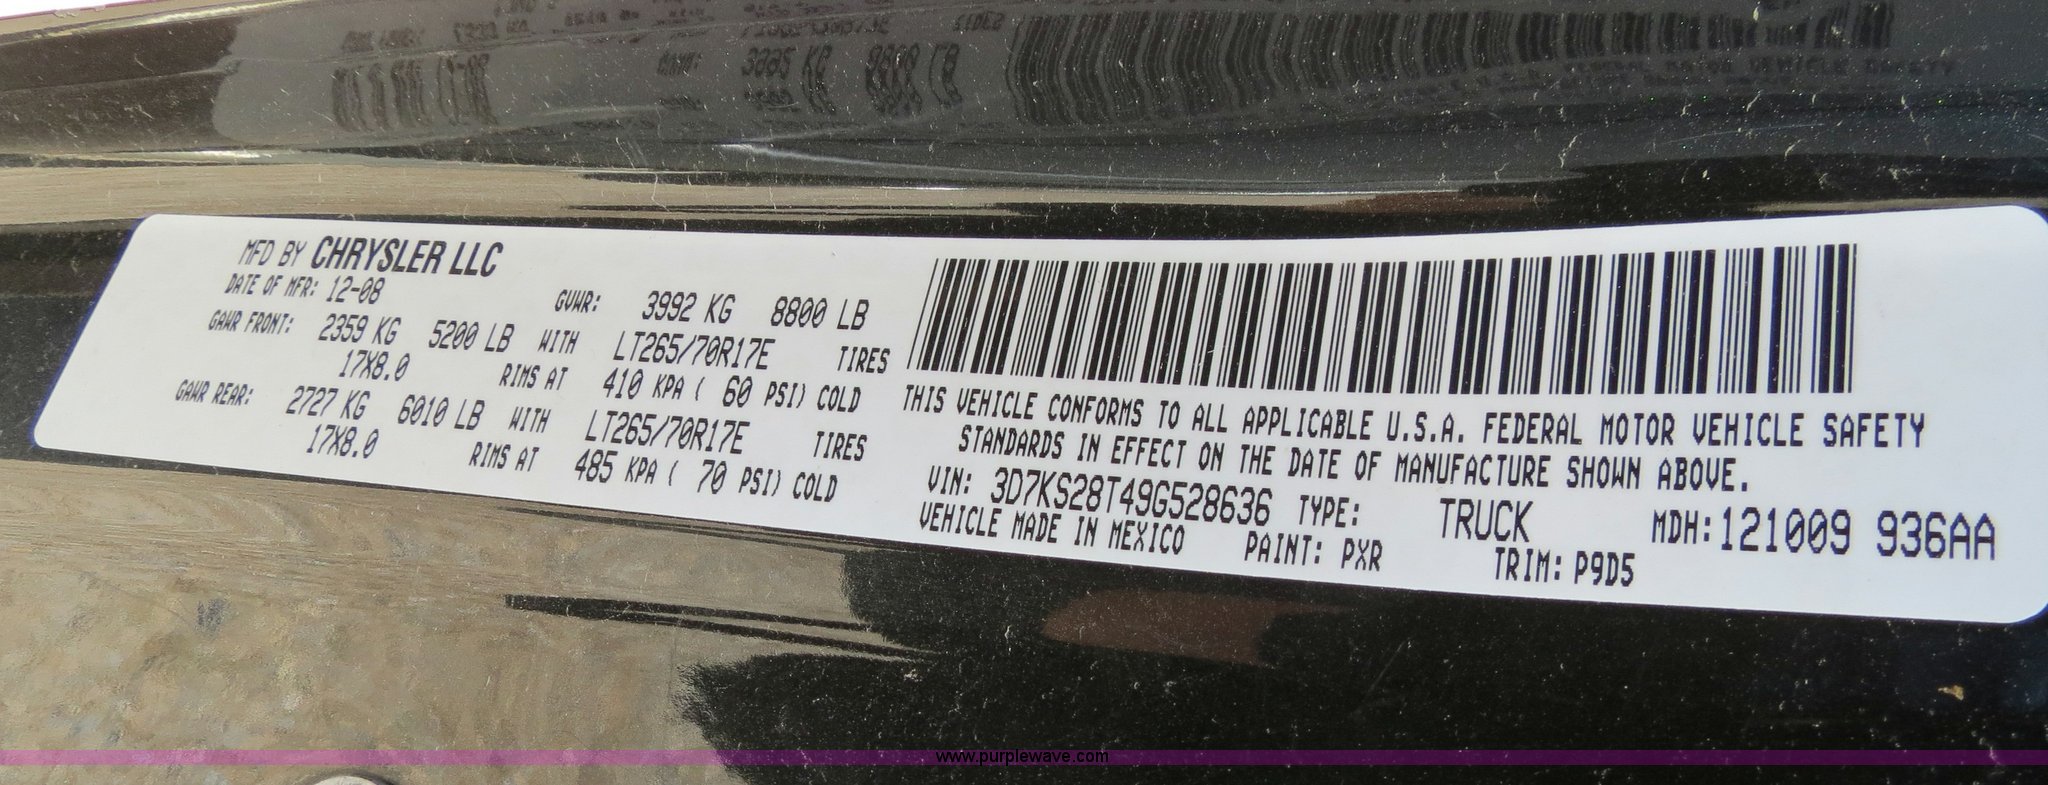 MFD BY CHRYSLER LLC
DATE OF MFR: 12-08
GVWR: 3992 KG 8800 LB
GAWR FRONT: 2359 KG 5200 LB WITH LT265/70R17E TIRES
17X8.0 RIMS AT 410 KPA ( 60 PSI) COLD
GAWR REAR: 2727 KG 6010 LB WITH LT265/70R17E TIRES
17X8.0 RIMS AT 485 KPA ( 70 PSI) COLD
THIS VEHICLE CONFORMS TO ALL APPLICABLE U.S.A. FEDERAL MOTOR VEHICLE SAFETY
STANDARDS IN EFFECT ON THE DATE OF MANUFACTURE SHOWN ABOVE.
VIN: 3D7KS28T49G528636 TYPE: TRUCK MDH: 121009 936AA
VEHICLE MADE IN MEXICO PAINT: PXR TRIM: P9D5
www.purplewave.com